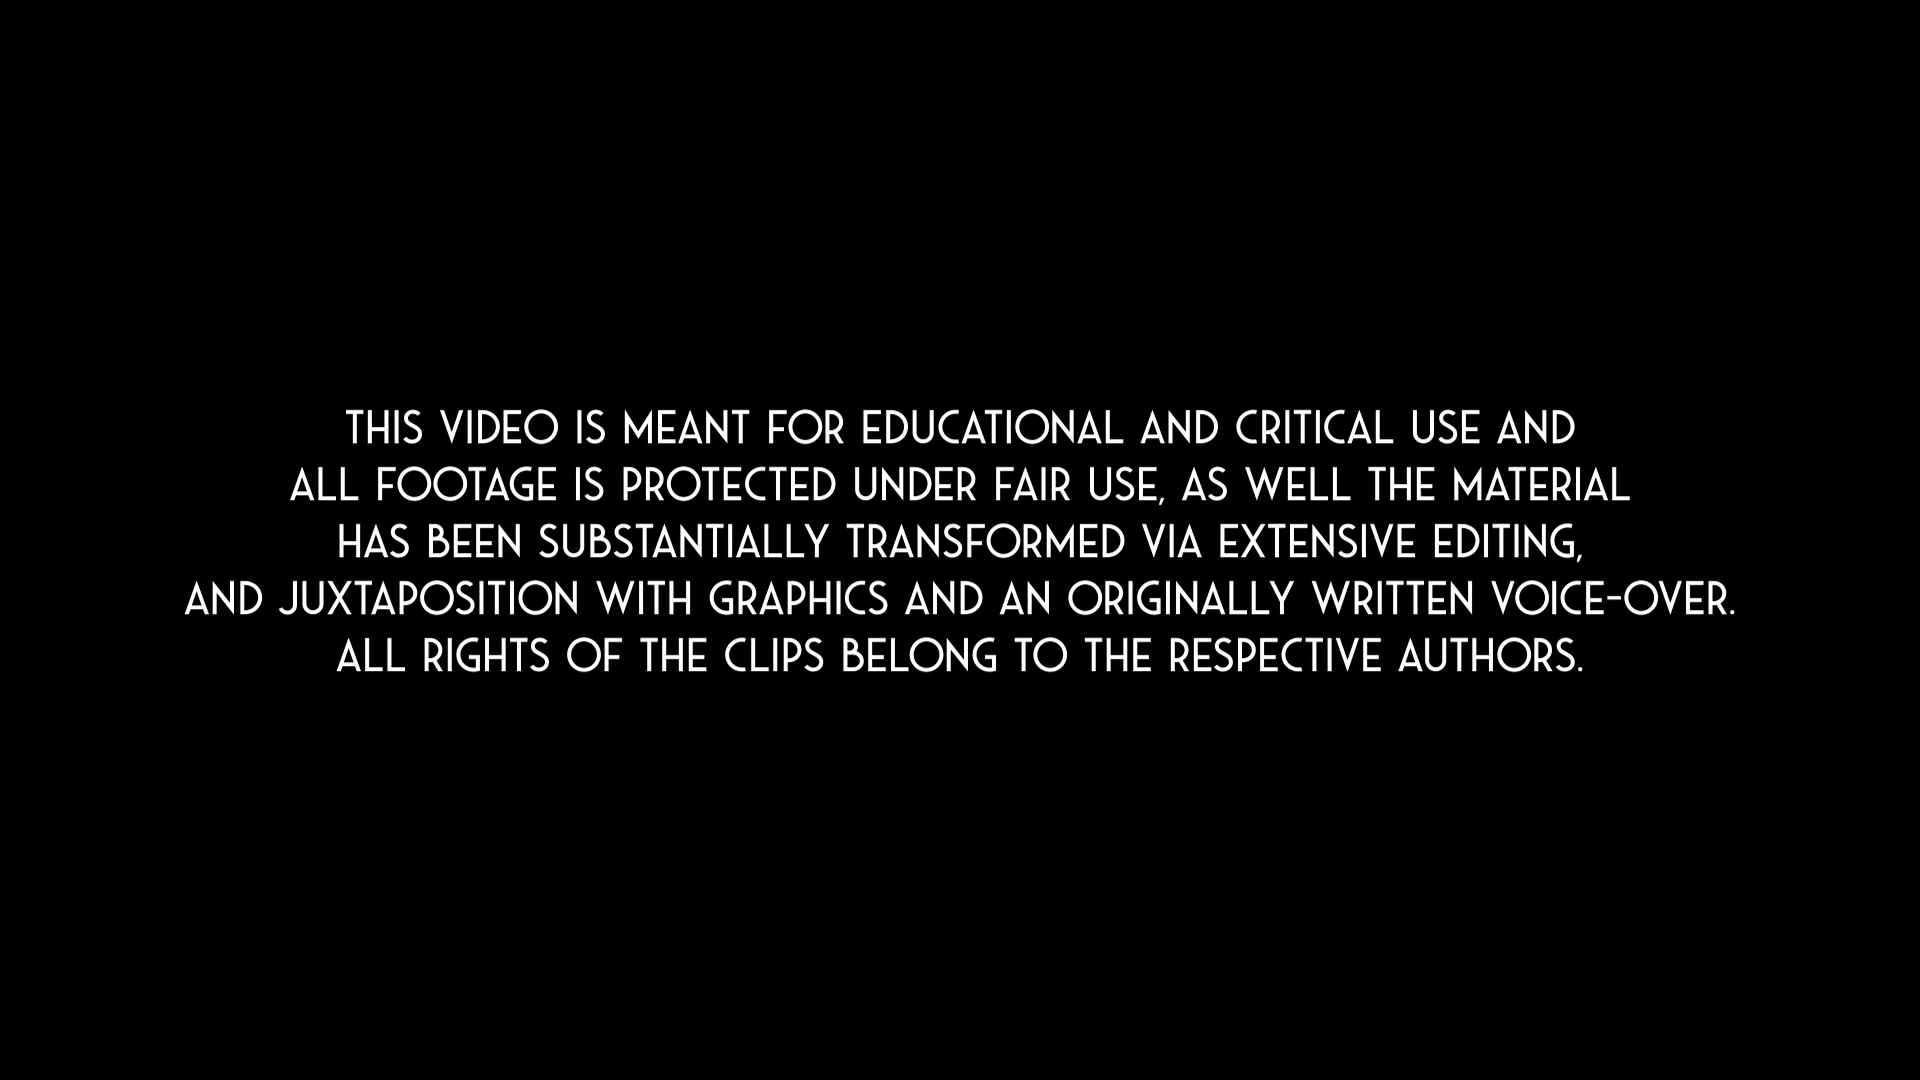 THIS VIDEO IS MEANT FOR EDUCATIONAL AND CRITICAL USE AND
ALL FOOTAGE IS PROTECTED UNDER FAIR USE, AS WELL THE MATERIAL
HAS BEEN SUBSTANTIALLY TRANSFORMED VIA EXTENSIVE EDITING,
AND JUXTAPOSITION WITH GRAPHICS AND AN ORIGINALLY WRITTEN VOICE-OVER.
ALL RIGHTS OF THE CLIPS BELONG TO THE RESPECTIVE AUTHORS.